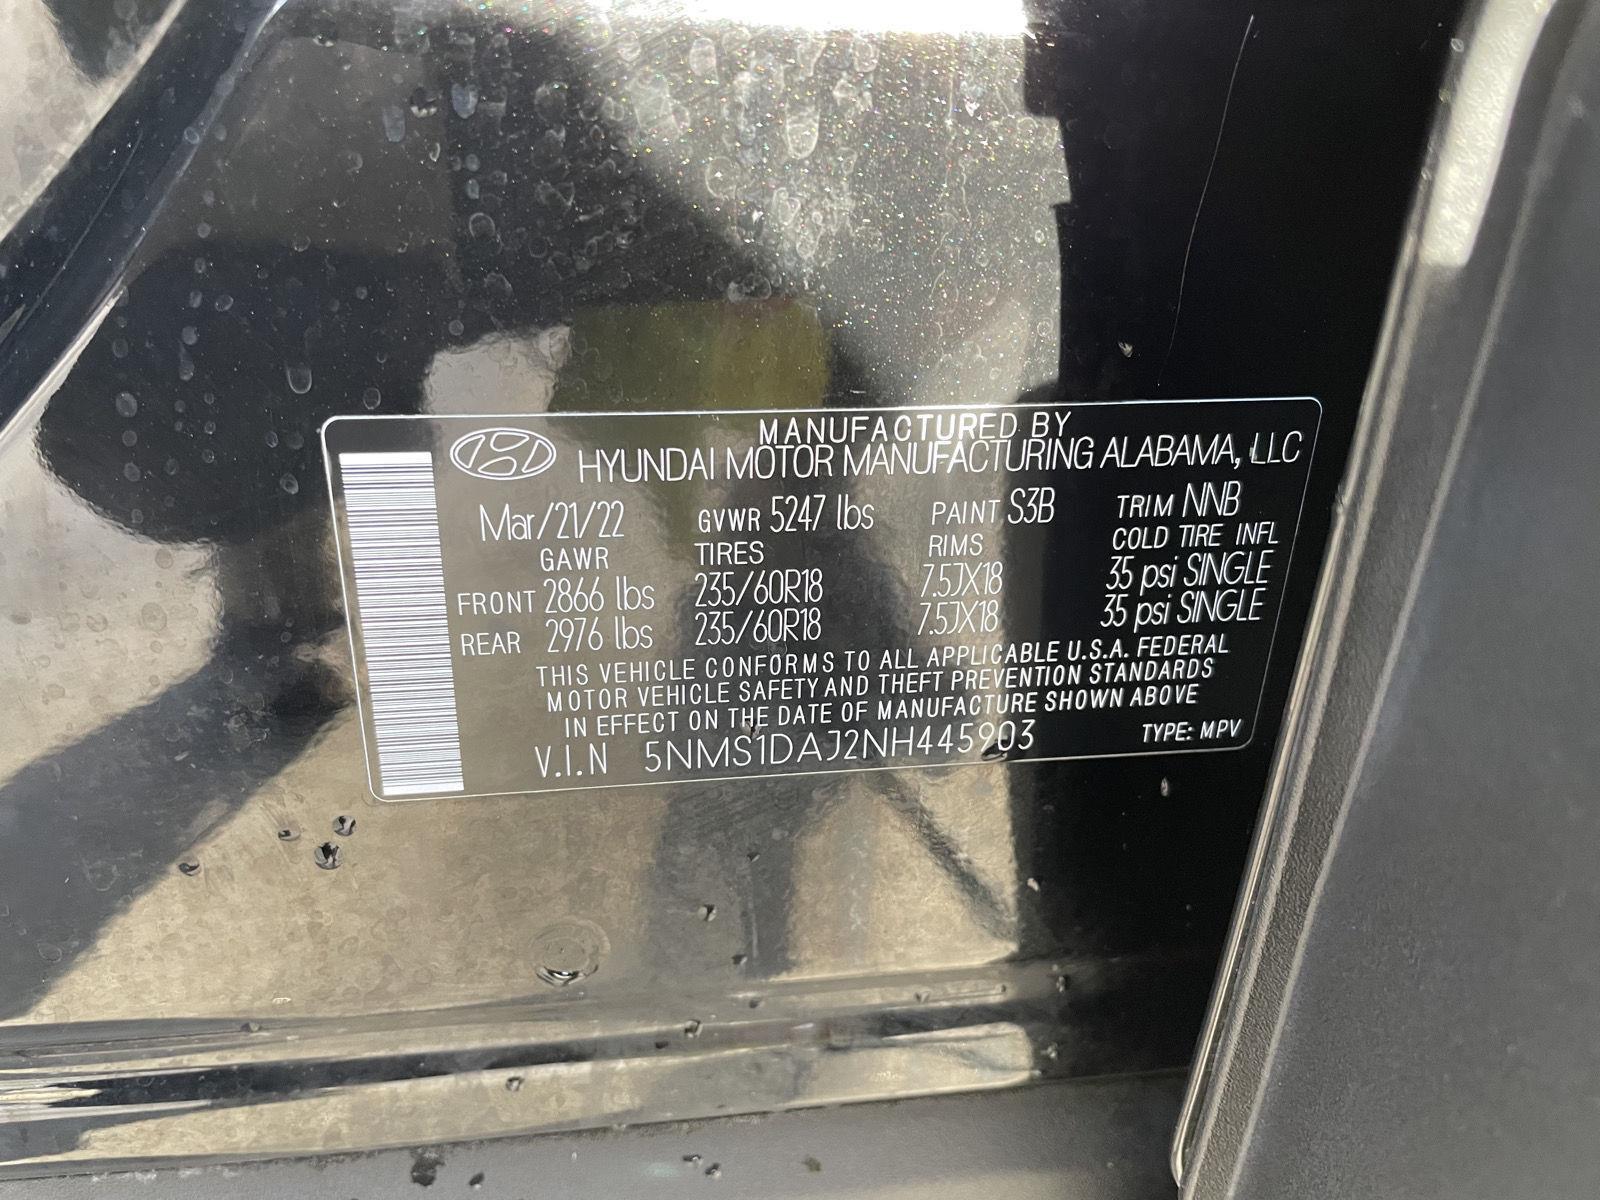 MANUFACTURED BY
HYUNDAI MOTOR MANUFACTURING ALABAMA, LLC
Mar/21/22 GVWR 5247 lbs PAINT S3B TRIM NNB
GAWR TIRES RIMS COLD TIRE INFL
FRONT 2866 lbs 235/60R18 7.5JX18 35 psi SINGLE
REAR 2976 lbs 235/60R18 7.5JX18 35 psi SINGLE
THIS VEHICLE CONFORMS TO ALL APPLICABLE U.S.A. FEDERAL
MOTOR VEHICLE SAFETY AND THEFT PREVENTION STANDARDS
IN EFFECT ON THE DATE OF MANUFACTURE SHOWN ABOVE
V.I.N 5NMS1DAJ2NH445903 TYPE: MPV